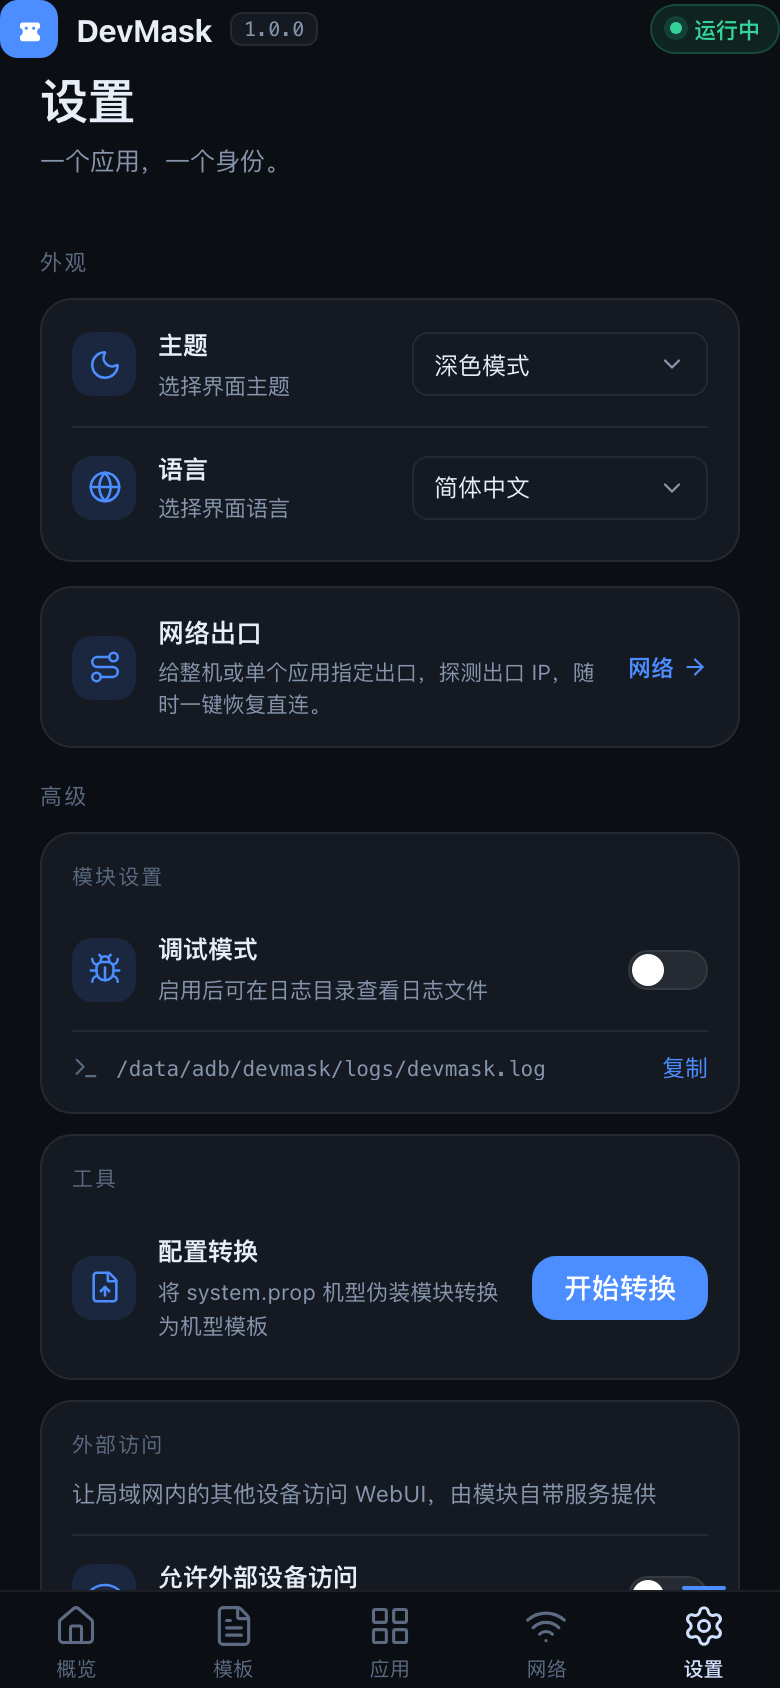 DevMask 1.0.0 运行中
设置
一个应用，一个身份。
外观
主题
选择界面主题
深色模式
语言
选择界面语言
简体中文
网络出口
给整机或单个应用指定出口，探测出口 IP，随
时一键恢复直连。
网络
高级
模块设置
调试模式
启用后可在日志目录查看日志文件
/data/adb/devmask/logs/devmask.log
复制
工具
配置转换
将 system.prop 机型伪装模块转换
为机型模板
开始转换
外部访问
让局域网内的其他设备访问 WebUI，由模块自带服务提供
允许外部设备访问
概览 模板 应用 网络 设置